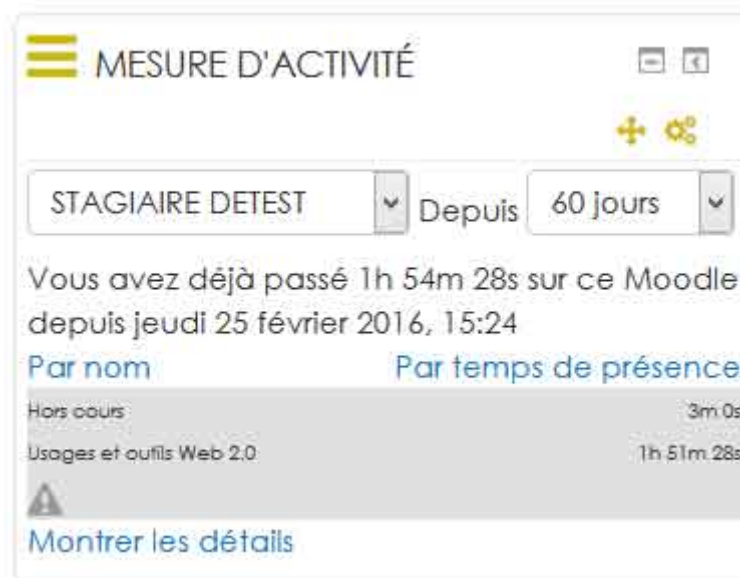 MESURE D'ACTIVITÉ
STAGIAIRE DETEST Depuis 60 jours
Vous avez déjà passé 1h 54m 28s sur ce Moodle
depuis jeudi 25 février 2016, 15:24
Par nom Par temps de présence
Hors cours 3m 0s
Usages et outils Web 2.0 1h 51m 28s
Montrer les détails